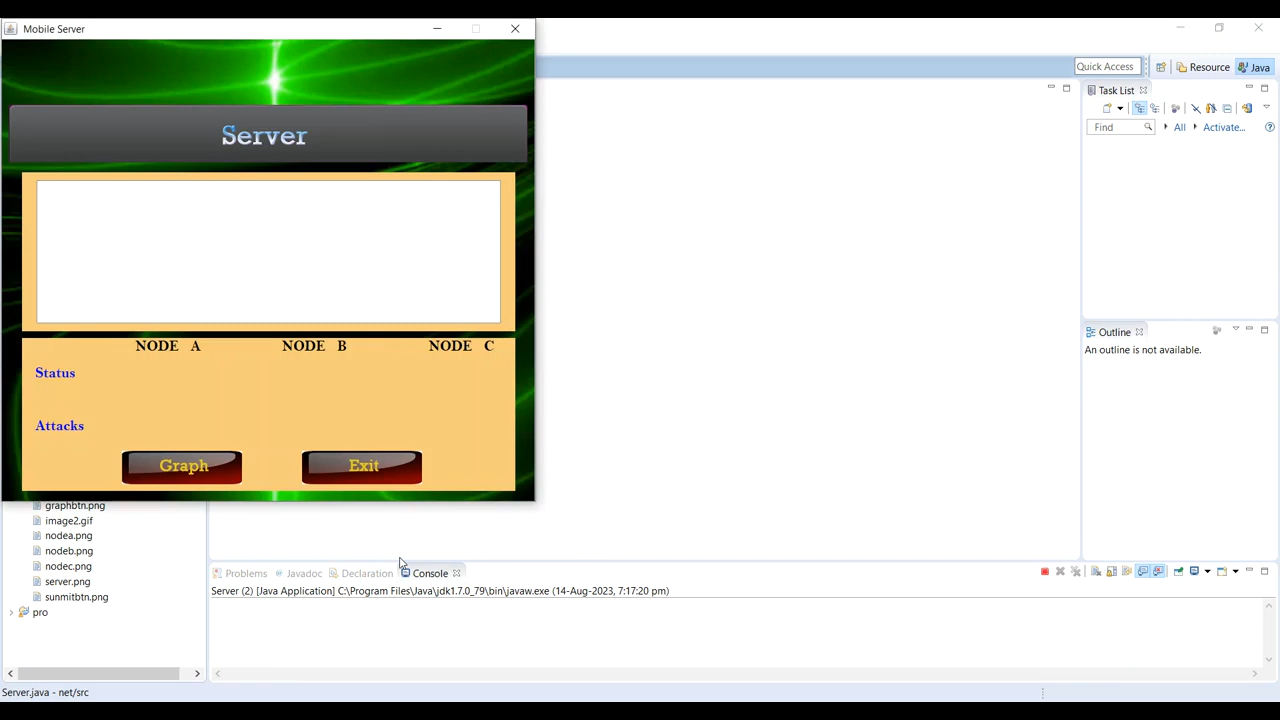 Mobile Server
Server
NODE A NODE B NODE C
Status
Attacks
Graph Exit
Quick Access
Resource
Java
Task List
Find
All
Activate...
Outline
An outline is not available.
graphbtn.png
image2.gif
nodea.png
nodeb.png
nodec.png
server.png
sunmitbtn.png
pro
Problems Javadoc Declaration Console
Server (2) [Java Application] C:\Program Files\Java\jdk1.7.0_79\bin\javaw.exe (14-Aug-2023, 7:17:20 pm)
Server.java - net/src